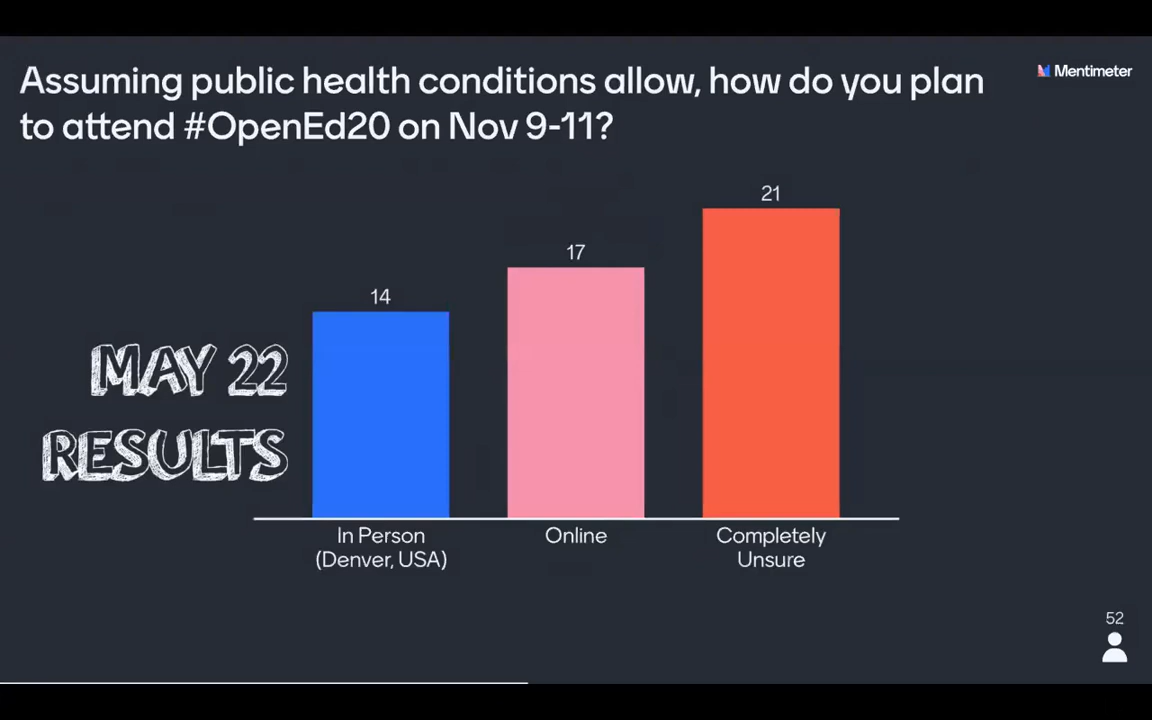 Assuming public health conditions allow, how do you plan
to attend #OpenEd20 on Nov 9-11?
Mentimeter
21
17
14
MAY 22
RESULTS
In Person
(Denver, USA)
Online
Completely
Unsure
52